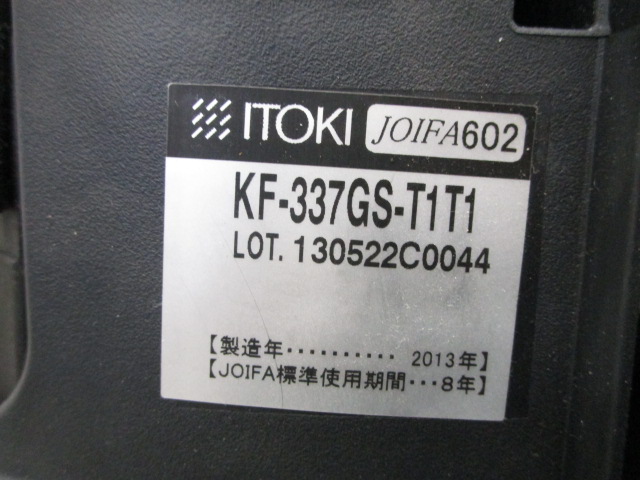 ITOKI JOIFA602
KF-337GS-T1T1
LOT. 130522C0044
【製造年·········· 2013年】
【JOIFA標準使用期間···8年】